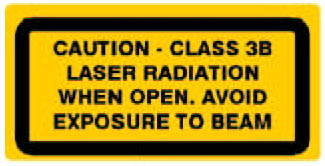 CAUTION - CLASS 3B
LASER RADIATION
WHEN OPEN. AVOID
EXPOSURE TO BEAM